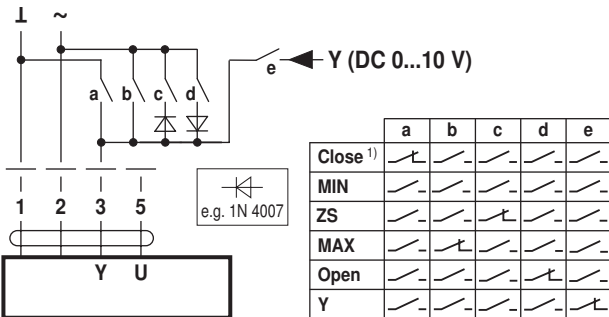 ⊥ ~
e
Y (DC 0...10 V)
a b c d
1 2 3 5
e.g. 1N 4007
Y U
a b c d e
Close 1)
MIN
ZS
MAX
Open
Y